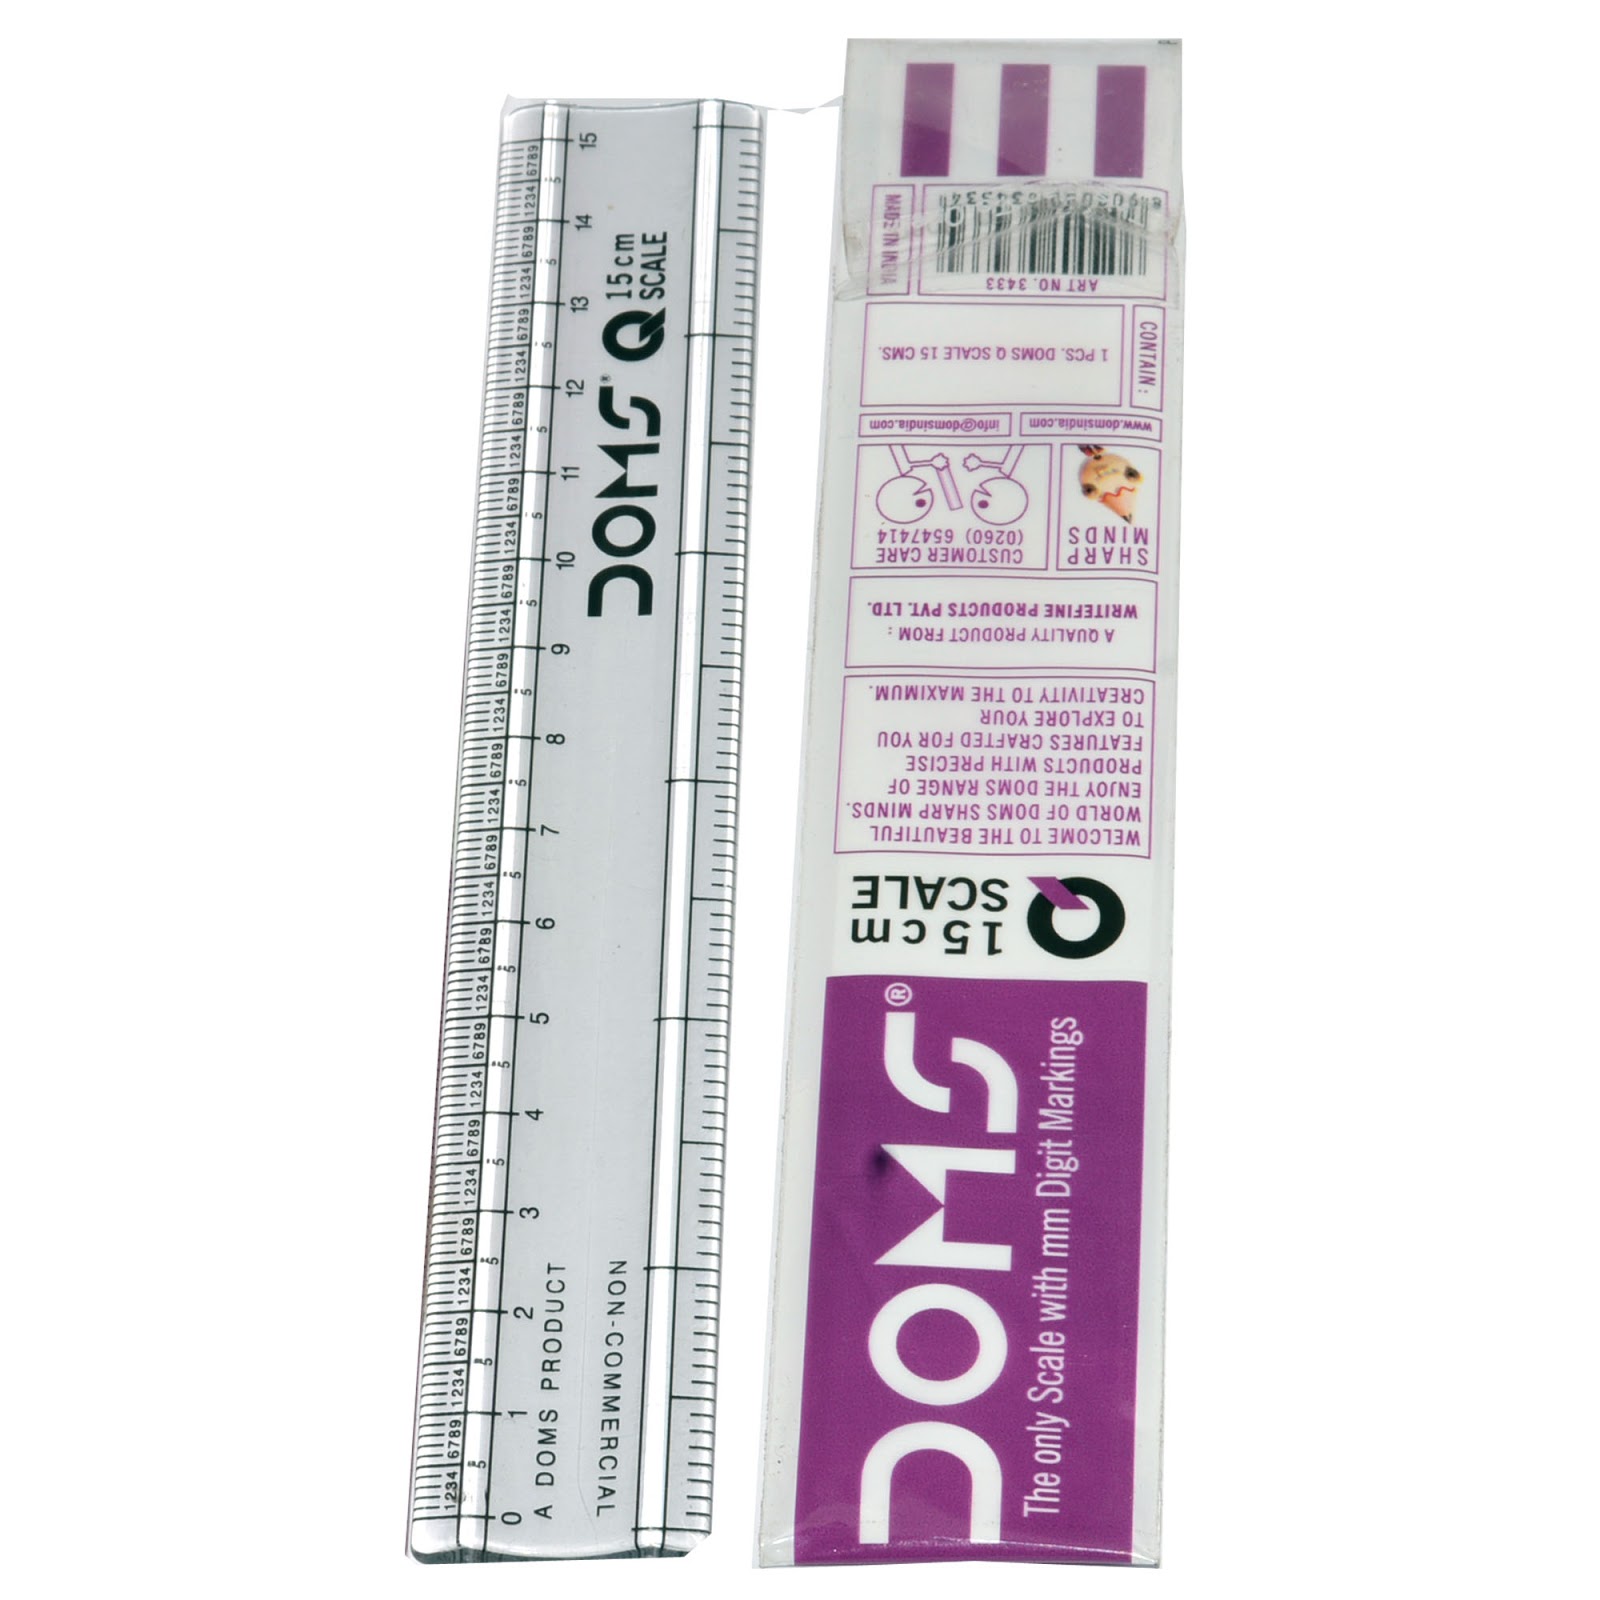 15
14
13
12
11
10
9
8
7
6
5
4
3
2
1
0
DOMS® Q 15cm
SCALE
A DOMS PRODUCT
NON-COMMERCIAL
DOMS®
The only Scale with mm Digit Markings
Q 15cm
SCALE
WELCOME TO THE BEAUTIFUL
WORLD OF DOMS SHARP MINDS.
ENJOY THE DOMS RANGE OF
PRODUCTS WITH PRECISE
FEATURES CRAFTED FOR YOU
TO EXPLORE YOUR
CREATIVITY TO THE MAXIMUM.
A QUALITY PRODUCT FROM :
WRITEFINE PRODUCTS PVT. LTD.
SHARP
MINDS
CUSTOMER CARE
(0260) 6547414
www.domsindia.com
info@domsindia.com
CONTAIN :
1 PCS. DOMS Q SCALE 15 CMS.
ART NO. 3433
MADE IN INDIA